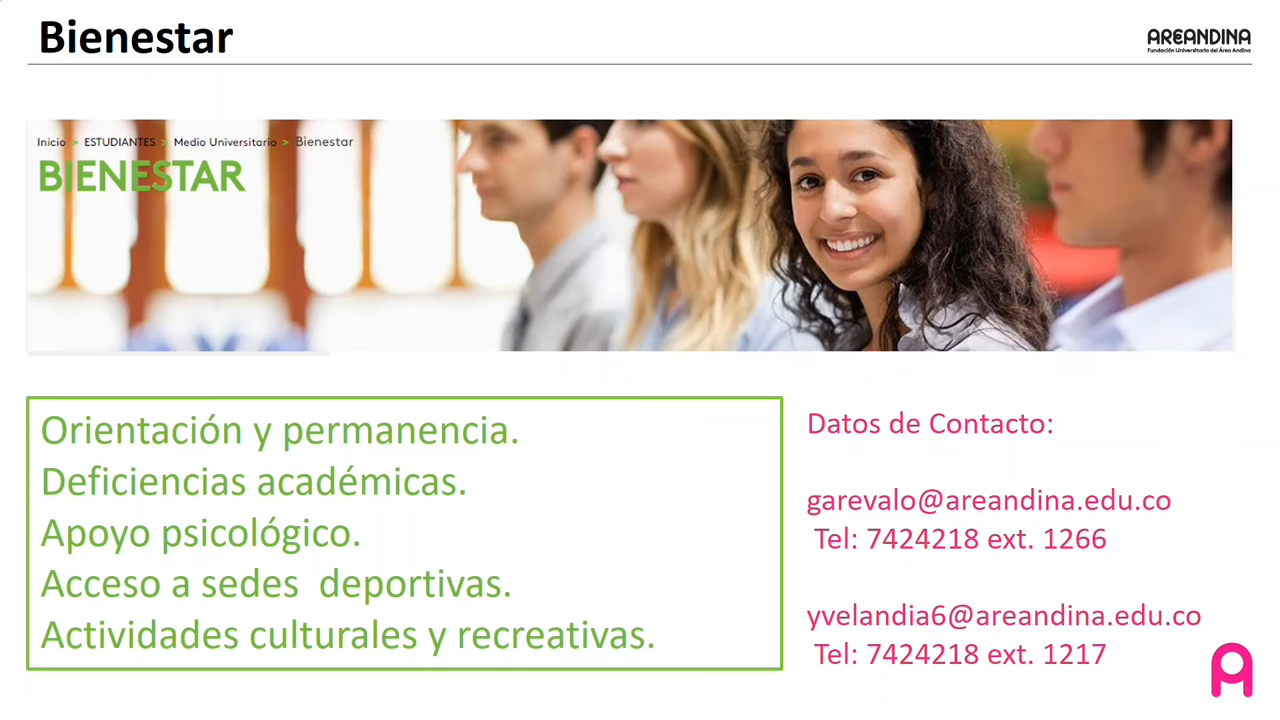 Bienestar
AREANDINA
Fundación Universitaria del Área Andina
Inicio > ESTUDIANTES > Medio Universitario > Bienestar
BIENESTAR
Orientación y permanencia.
Deficiencias académicas.
Apoyo psicológico.
Acceso a sedes  deportivas.
Actividades culturales y recreativas.
Datos de Contacto:
garevalo@areandina.edu.co
Tel: 7424218 ext. 1266
yvelandia6@areandina.edu.co
Tel: 7424218 ext. 1217